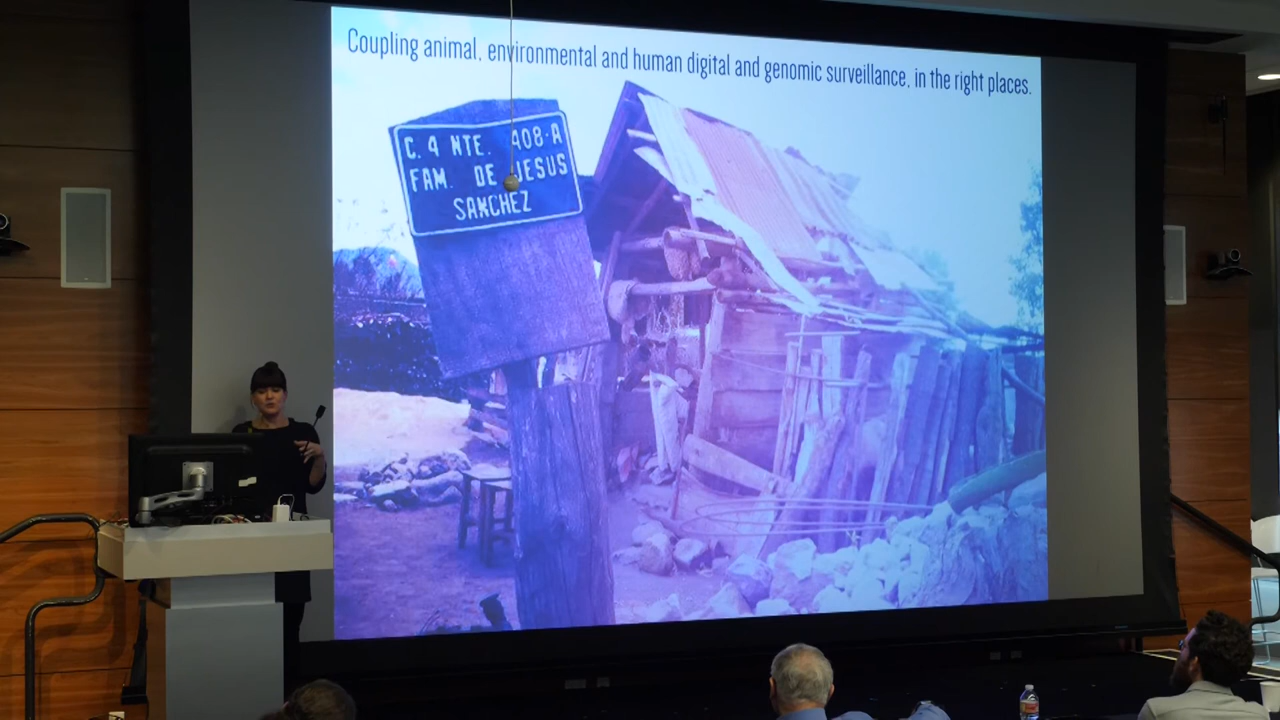 Coupling animal, environmental and human digital and genomic surveillance, in the right places.
C. 4 NTE. 408-A
FAM. DE JESUS
SANCHEZ